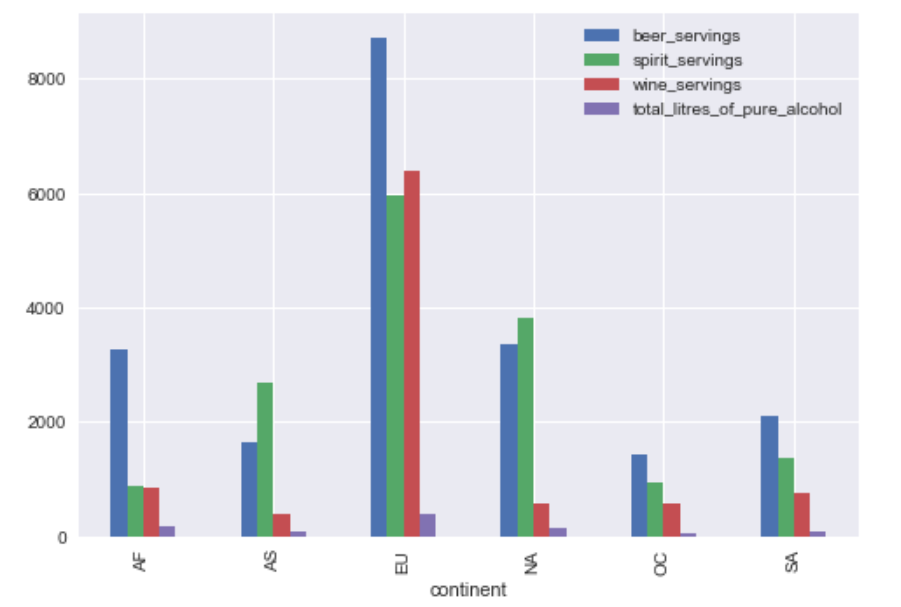 beer_servings
spirit_servings
wine_servings
total_litres_of_pure_alcohol
8000
6000
4000
2000
0
AF
AS
EU
NA
OC
SA
continent